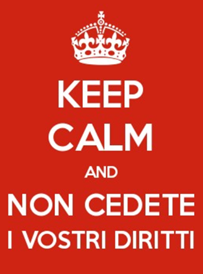 KEEP
CALM
AND
NON CEDETE
I VOSTRI DIRITTI